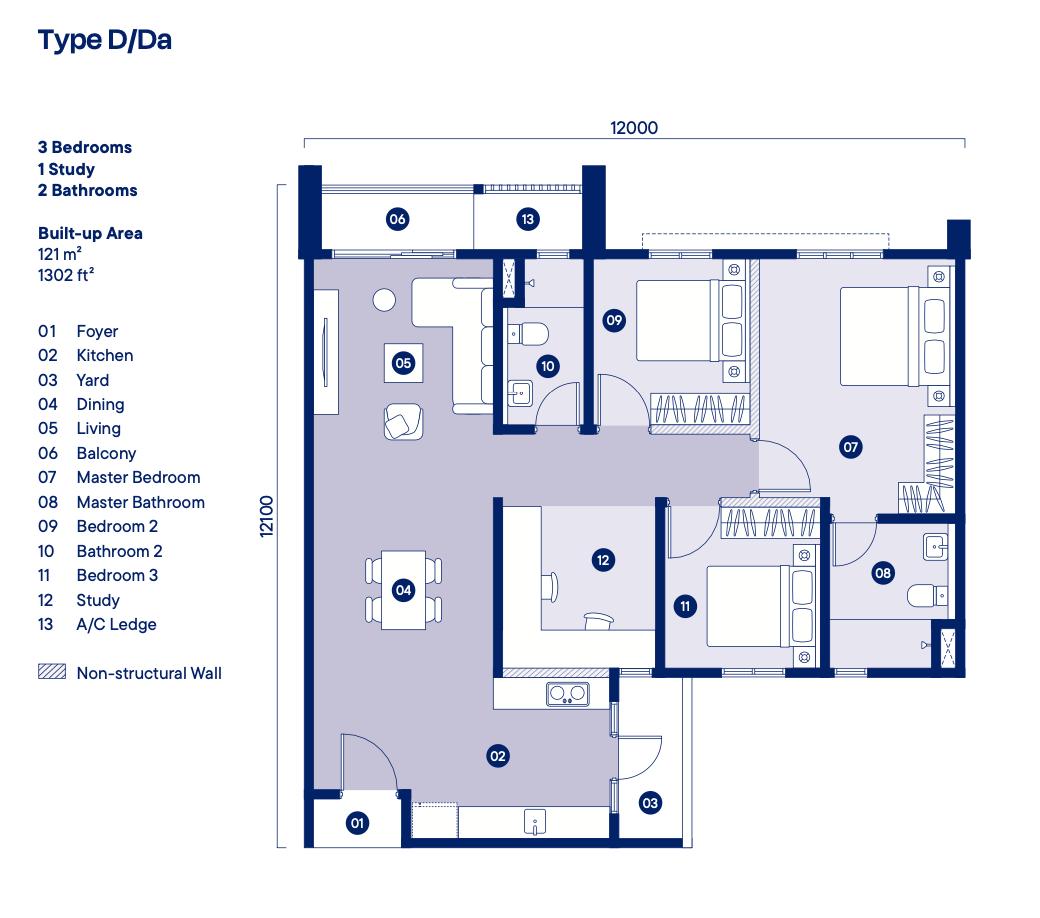 Type D/Da
3 Bedrooms
1 Study
2 Bathrooms
Built-up Area
121 m²
1302 ft²
01 Foyer
02 Kitchen
03 Yard
04 Dining
05 Living
06 Balcony
07 Master Bedroom
08 Master Bathroom
09 Bedroom 2
10 Bathroom 2
11 Bedroom 3
12 Study
13 A/C Ledge
Non-structural Wall
12000
12100
06
13
09
05
10
07
12
08
04
11
02
03
01